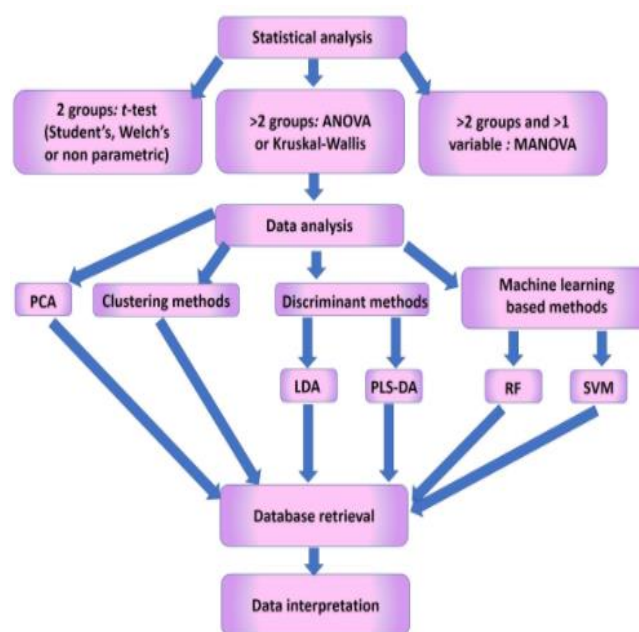 Statistical analysis
2 groups: t-test
(Student's, Welch's
or non parametric)
>2 groups: ANOVA
or Kruskal-Wallis
>2 groups and >1
variable : MANOVA
Data analysis
PCA
Clustering methods
Discriminant methods
Machine learning
based methods
LDA
PLS-DA
RF
SVM
Database retrieval
Data interpretation